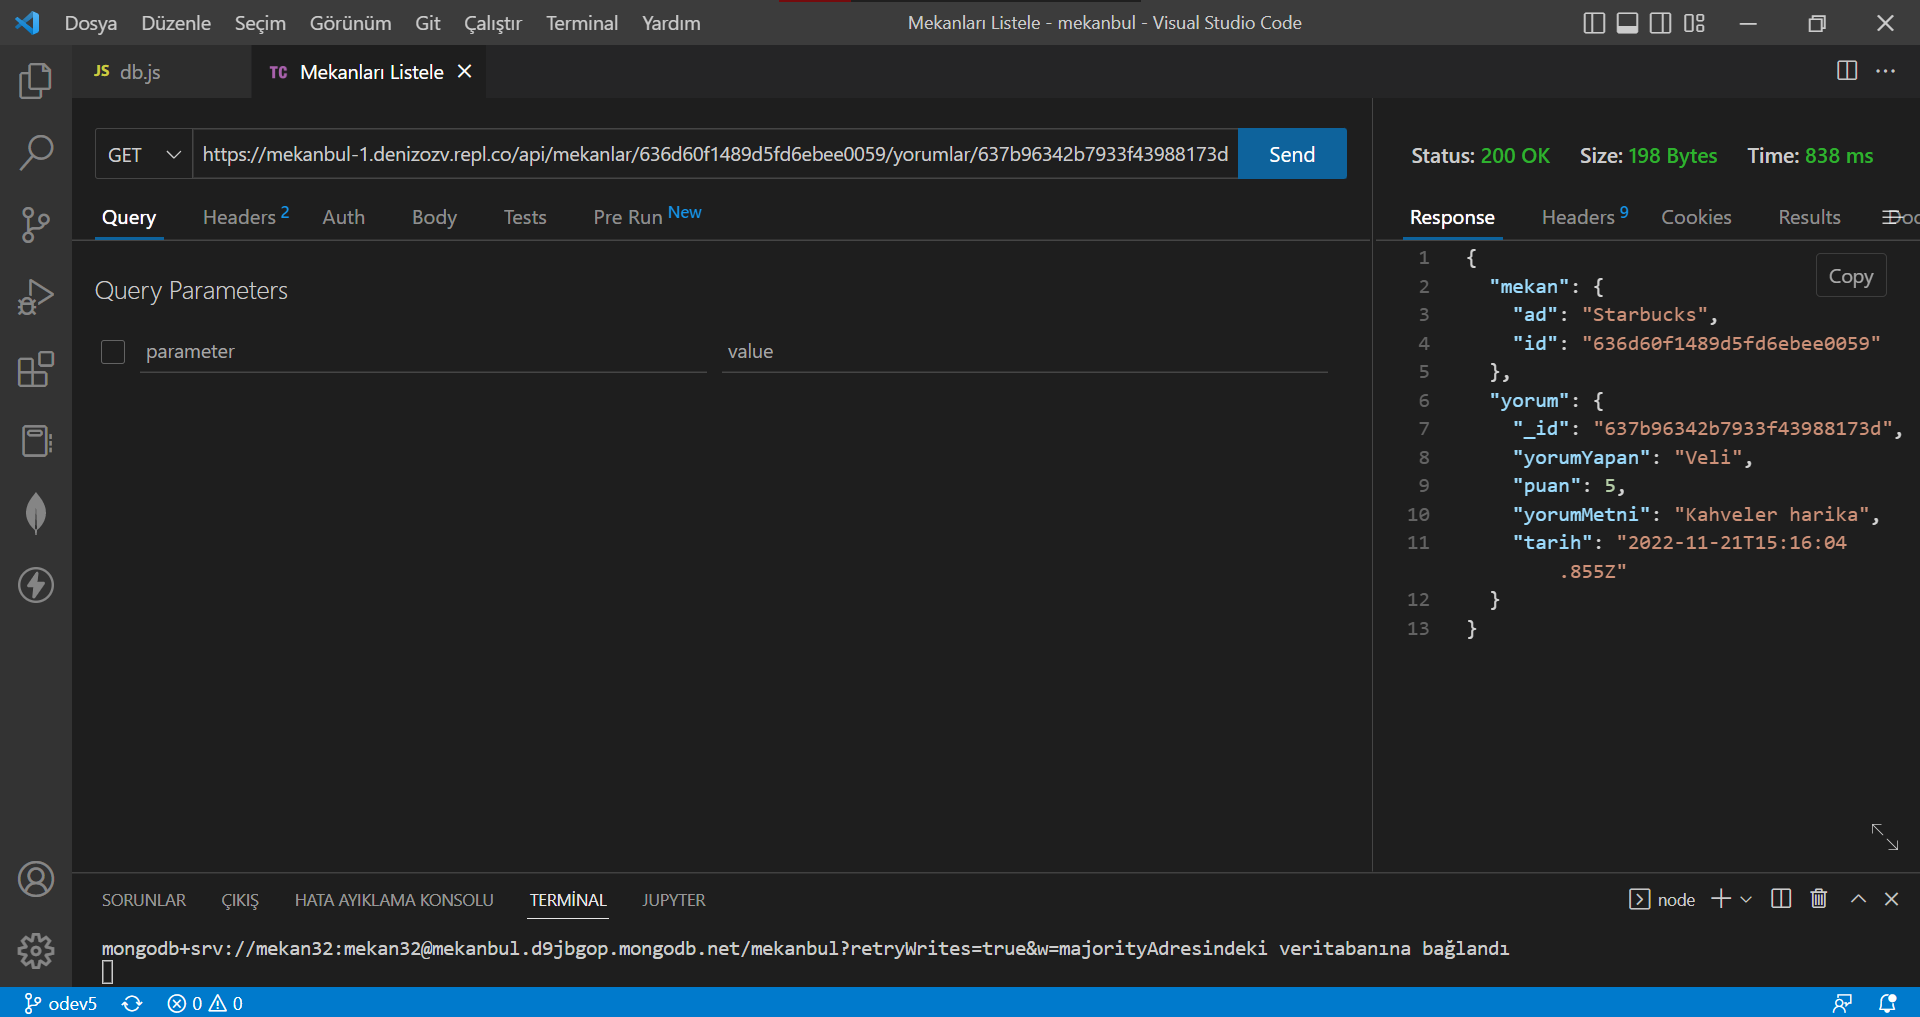 Dosya Düzenle Seçim Görünüm Git Çalıştır Terminal Yardım Mekanları Listele - mekanbul - Visual Studio Code
JS db.js TC Mekanları Listele
GET https://mekanbul-1.denizozv.repl.co/api/mekanlar/636d60f1489d5fd6ebee0059/yorumlar/637b96342b7933f43988173d Send
Status: 200 OK Size: 198 Bytes Time: 838 ms
Query Headers 2 Auth Body Tests Pre Run New
Response Headers 9 Cookies Results Doc
Query Parameters
parameter value
Copy
1 {
2 "mekan": {
3 "ad": "Starbucks",
4 "id": "636d60f1489d5fd6ebee0059"
5 },
6 "yorum": {
7 "_id": "637b96342b7933f43988173d",
8 "yorumYapan": "Veli",
9 "puan": 5,
10 "yorumMetni": "Kahveler harika",
11 "tarih": "2022-11-21T15:16:04
.855Z"
12 }
13 }
SORUNLAR ÇIKIŞ HATA AYIKLAMA KONSOLU TERMİNAL JUPYTER node
mongodb+srv://mekan32:mekan32@mekanbul.d9jbgop.mongodb.net/mekanbul?retryWrites=true&w=majorityAdresindeki veritabanına bağlandı
odev5 0 0